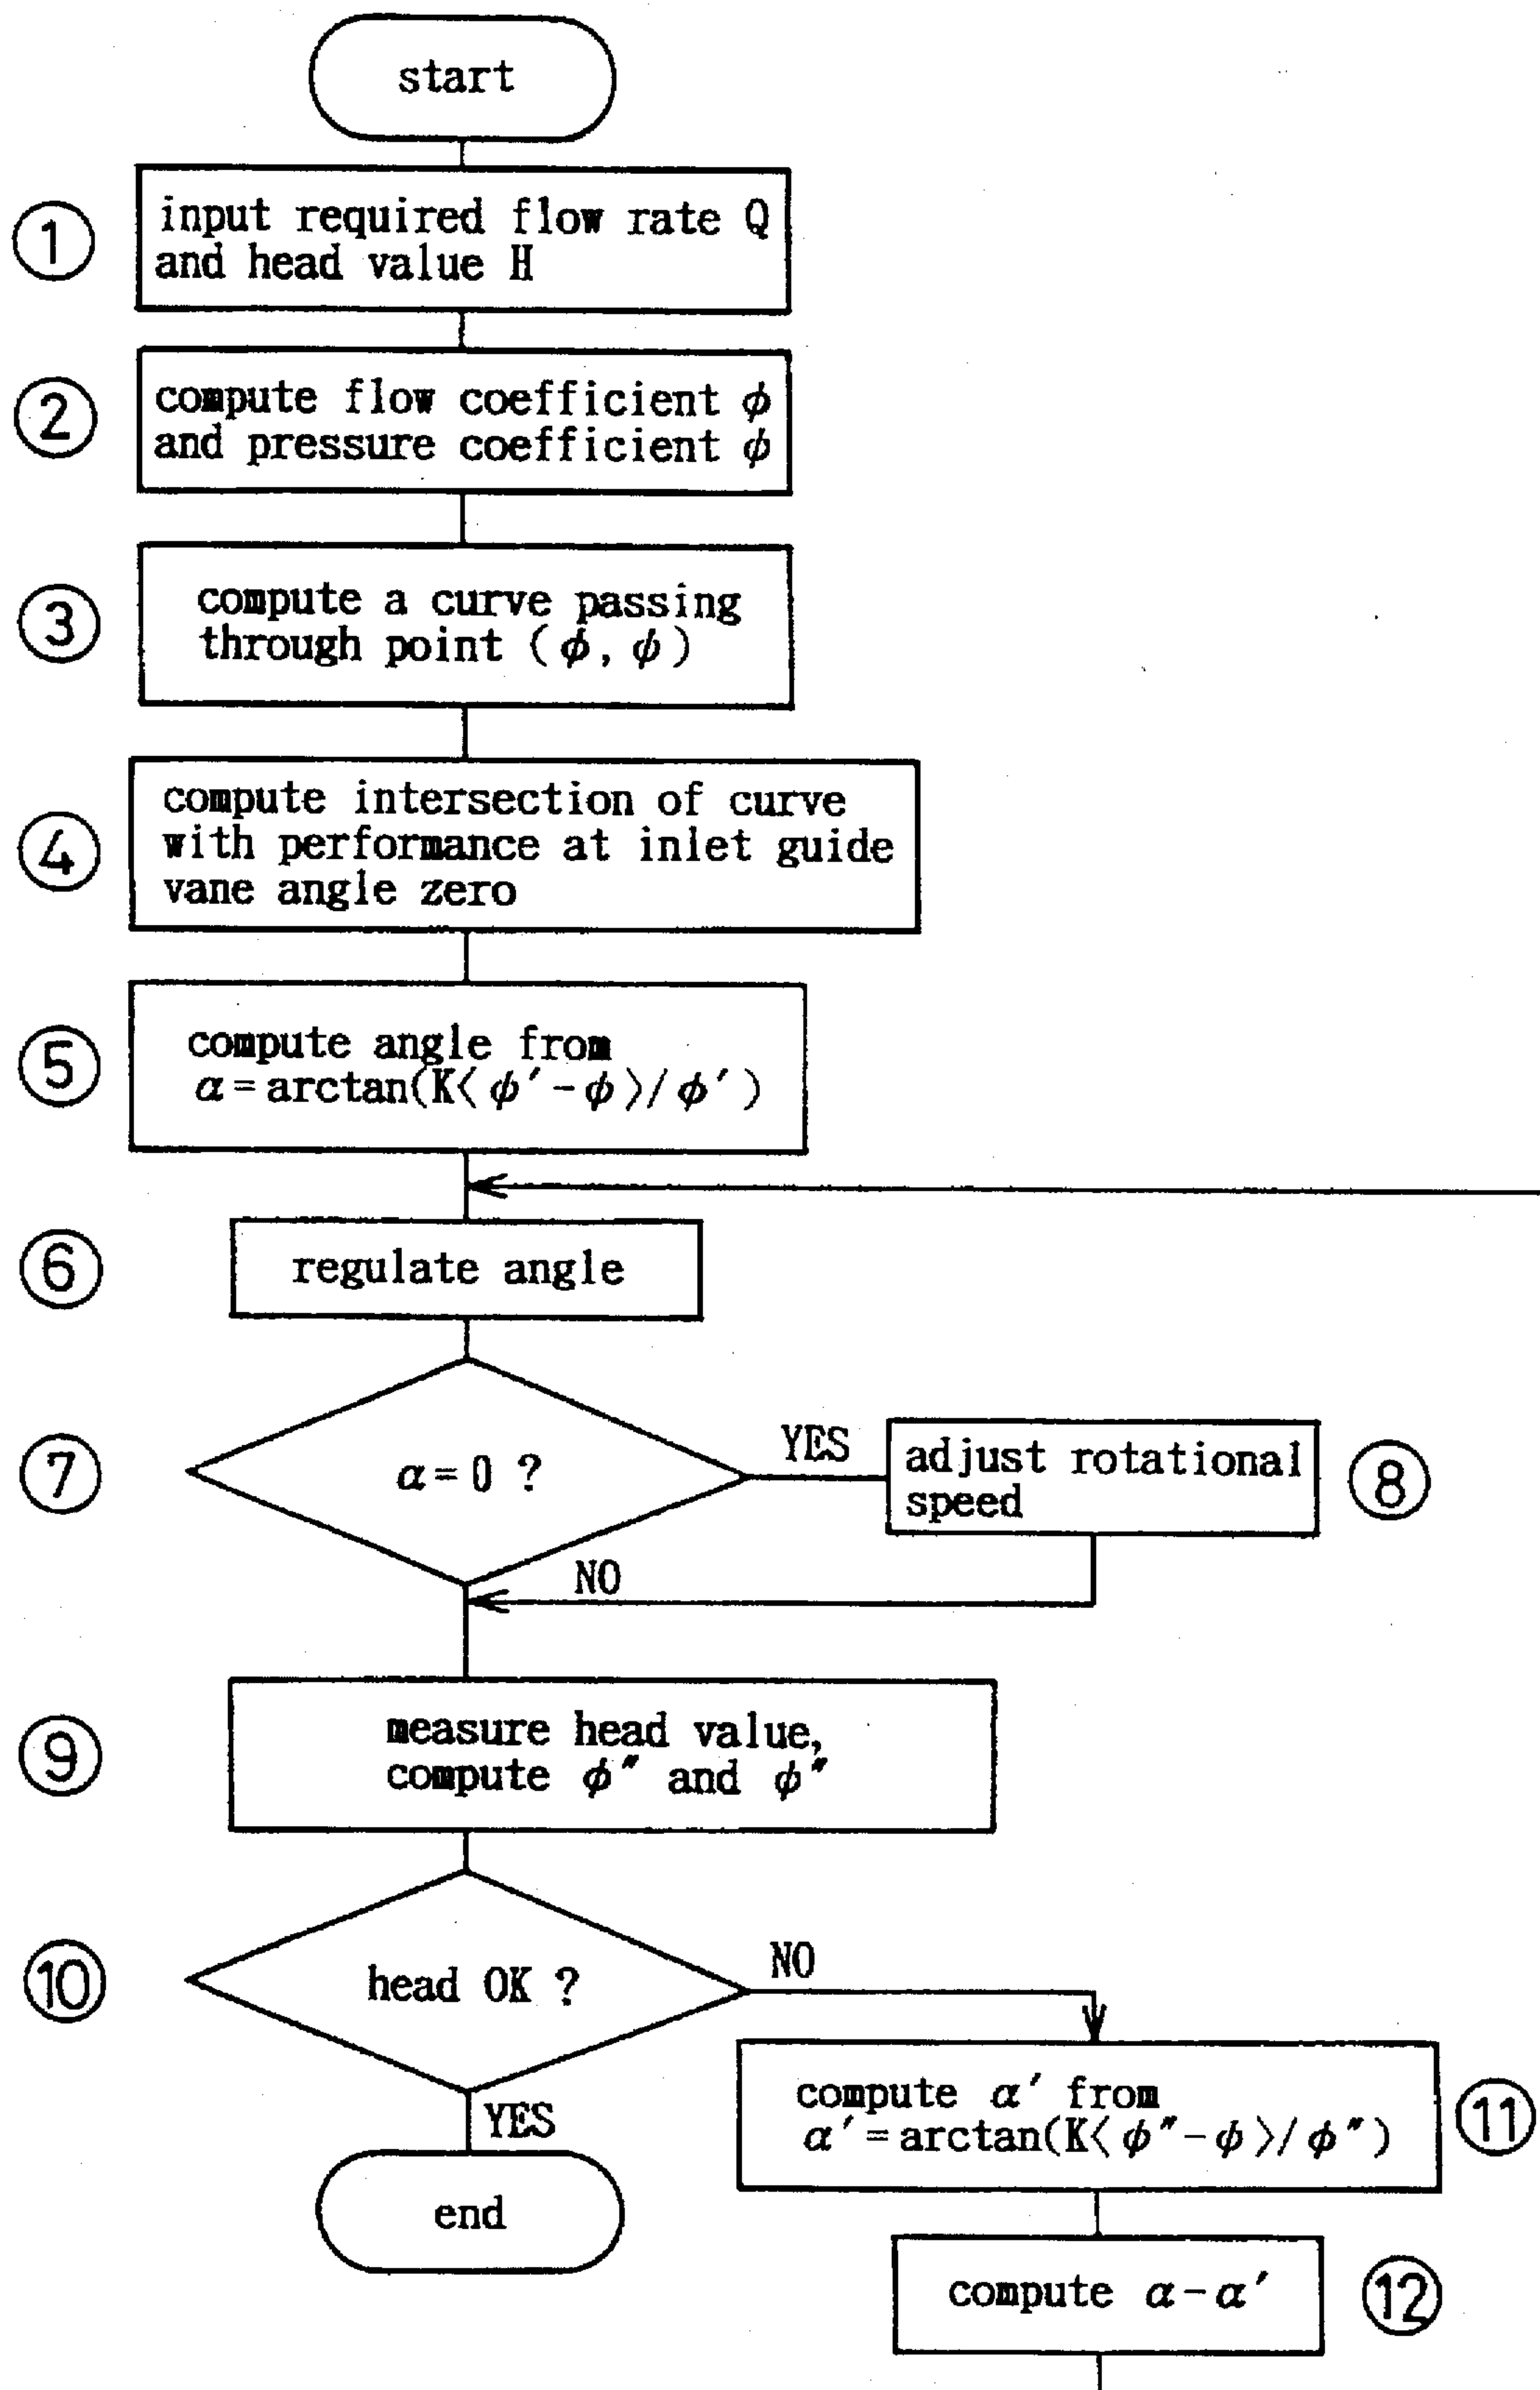 start
① input required flow rate Q
and head value H
② compute flow coefficient ϕ
and pressure coefficient ϕ
③ compute a curve passing
through point (ϕ, ϕ)
④ compute intersection of curve
with performance at inlet guide
vane angle zero
⑤ compute angle from
α=arctan(K<ϕ′-ϕ>/ϕ′)
⑥ regulate angle
⑦ α=0 ?
YES
adjust rotational
speed
⑧
NO
⑨ measure head value,
compute ϕ″ and ϕ″
⑩ head OK ?
NO
YES
compute α′ from
α′=arctan(K<ϕ″-ϕ>/ϕ″)
⑪
end
compute α-α′
⑫